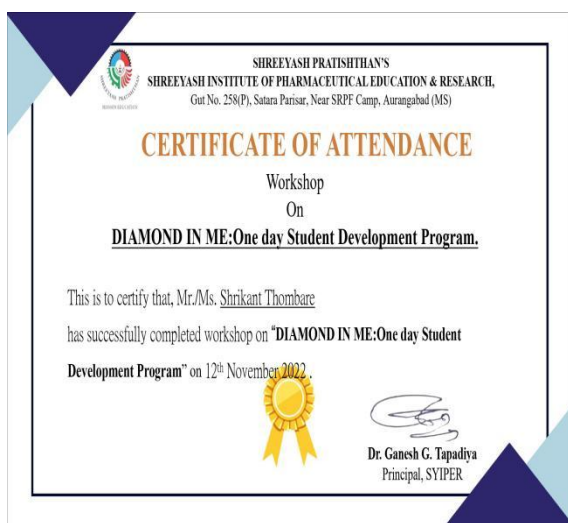 SHREEYASH PRATISHTHAN'S
SHREEYASH INSTITUTE OF PHARMACEUTICAL EDUCATION & RESEARCH,
Gut No. 258(P), Satara Parisar, Near SRPF Camp, Aurangabad (MS)
CERTIFICATE OF ATTENDANCE
Workshop
On
DIAMOND IN ME:One day Student Development Program.
This is to certify that, Mr./Ms. Shrikant Thombare
has successfully completed workshop on "DIAMOND IN ME:One day Student
Development Program" on 12th November 2022 .
Dr. Ganesh G. Tapadiya
Principal, SYIPER